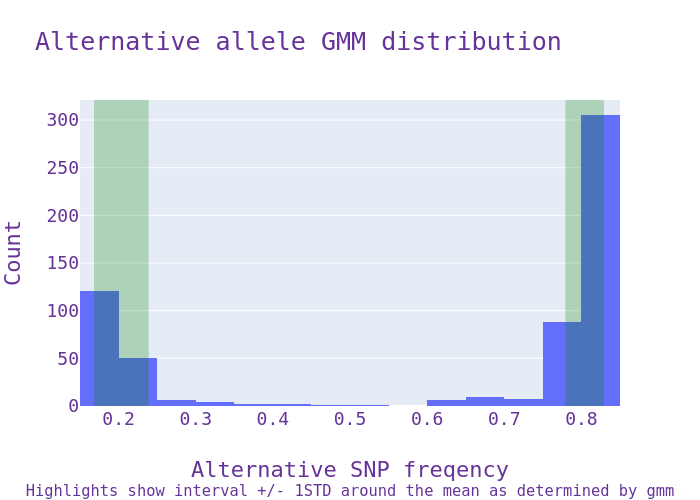 Alternative allele GMM distribution
300
250
200
150
100
50
0
Count
0.2 0.3 0.4 0.5 0.6 0.7 0.8
Alternative SNP freqency
Highlights show interval +/- 1STD around the mean as determined by gmm